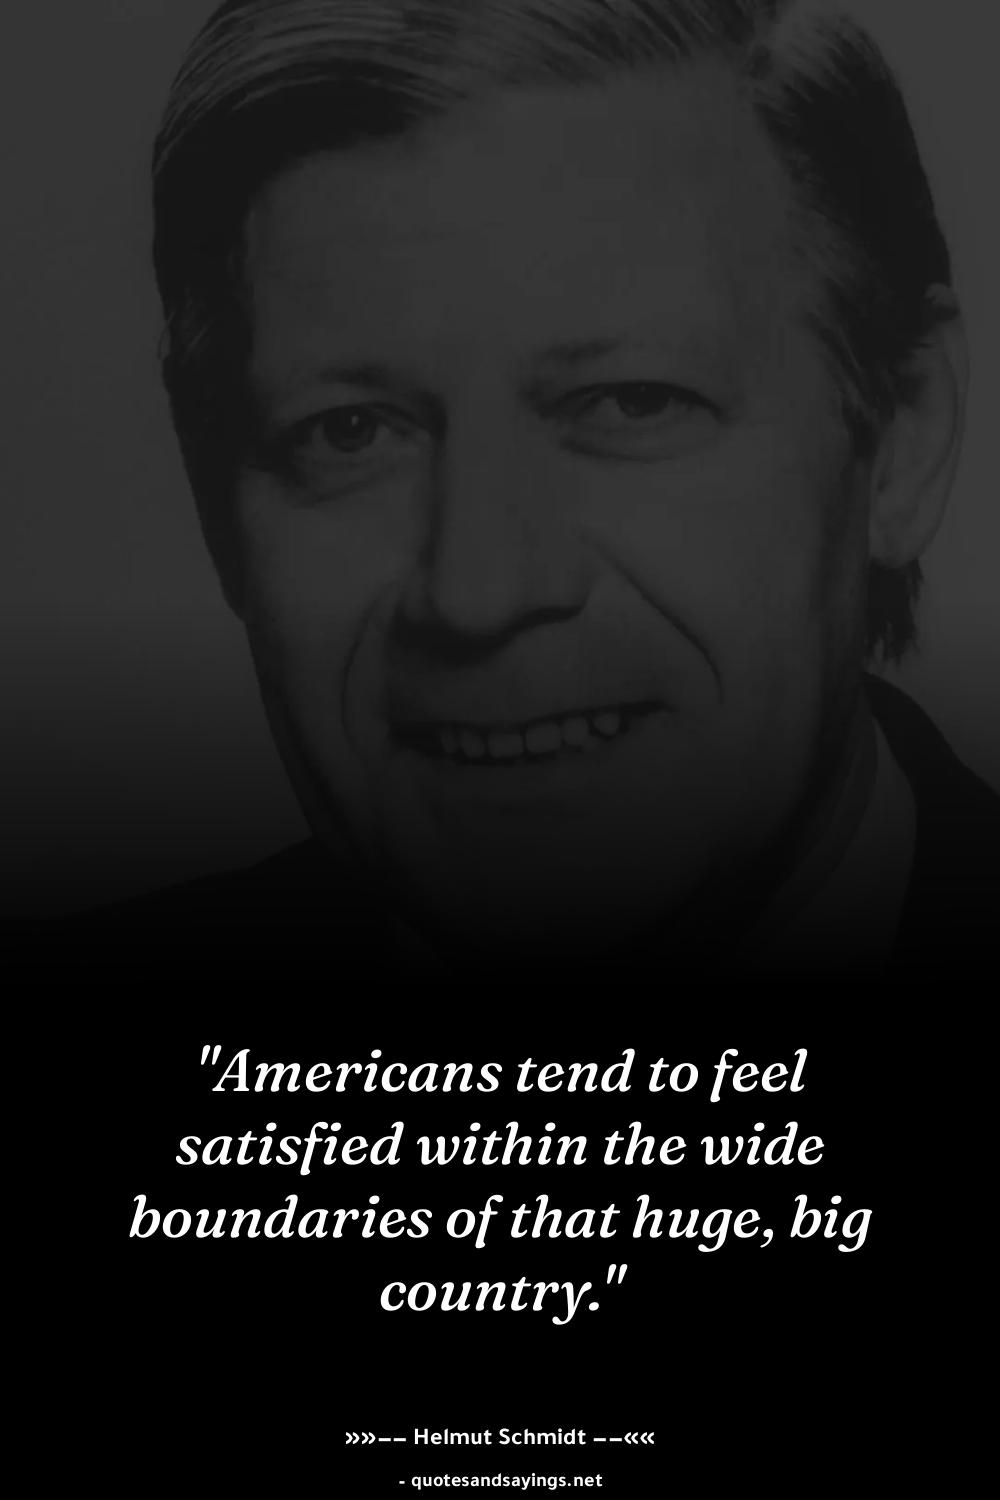 "Americans tend to feel
satisfied within the wide
boundaries of that huge, big
country."
»»-- Helmut Schmidt --««
- quotesandsayings.net